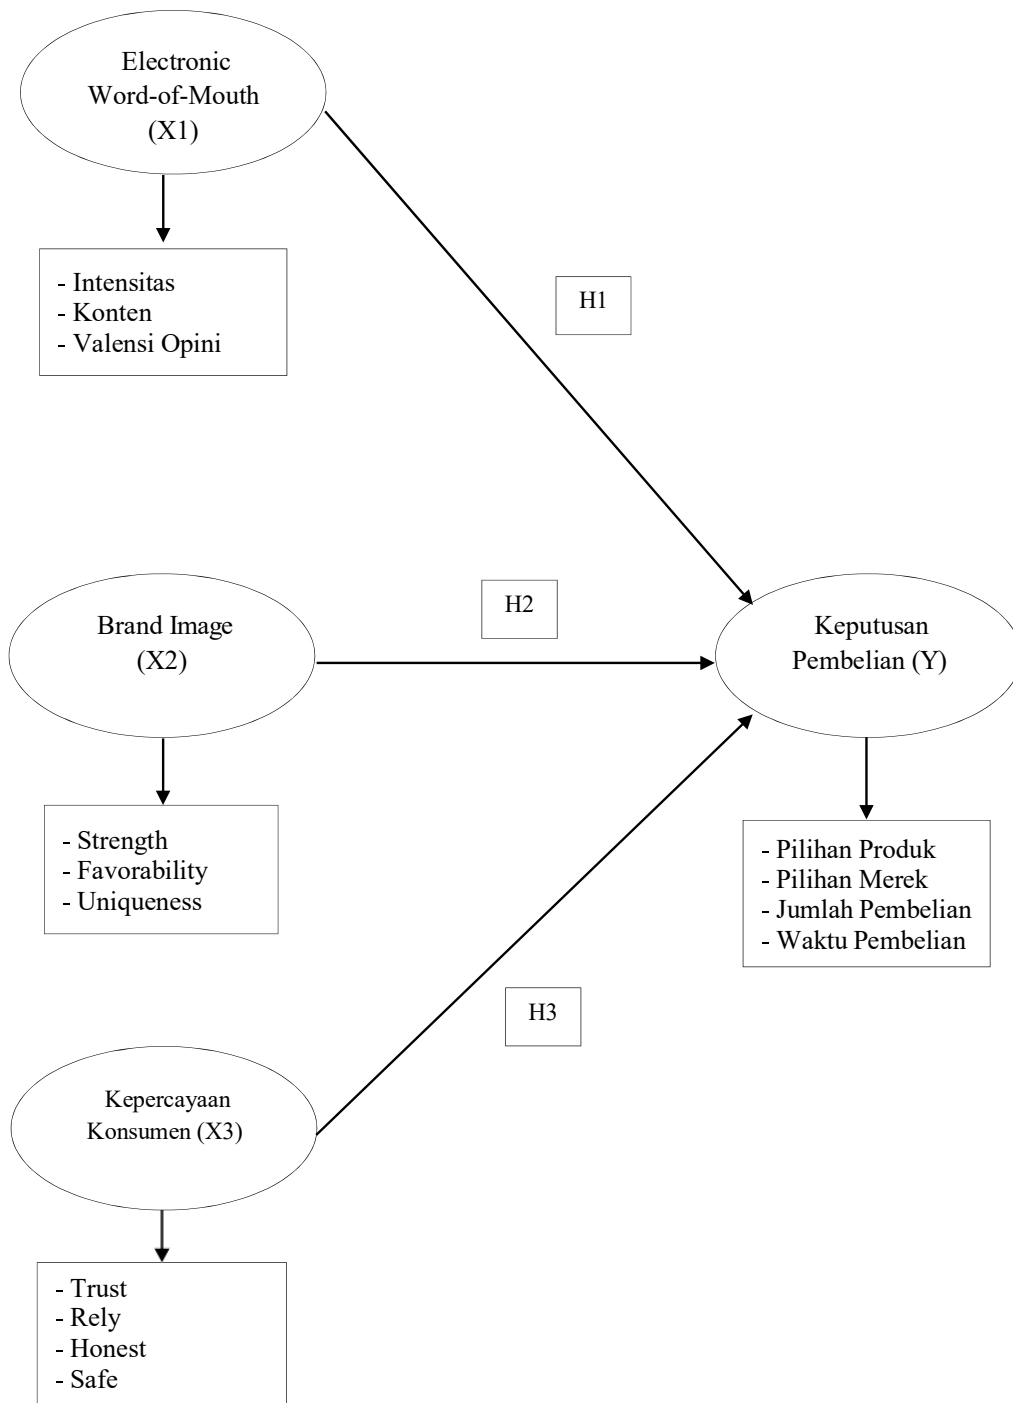 Electronic
Word-of-Mouth
(X1)
- Intensitas
- Konten
- Valensi Opini
H1
H2
Brand Image
(X2)
Keputusan
Pembelian (Y)
- Strength
- Favorability
- Uniqueness
- Pilihan Produk
- Pilihan Merek
- Jumlah Pembelian
- Waktu Pembelian
H3
Kepercayaan
Konsumen (X3)
- Trust
- Rely
- Honest
- Safe